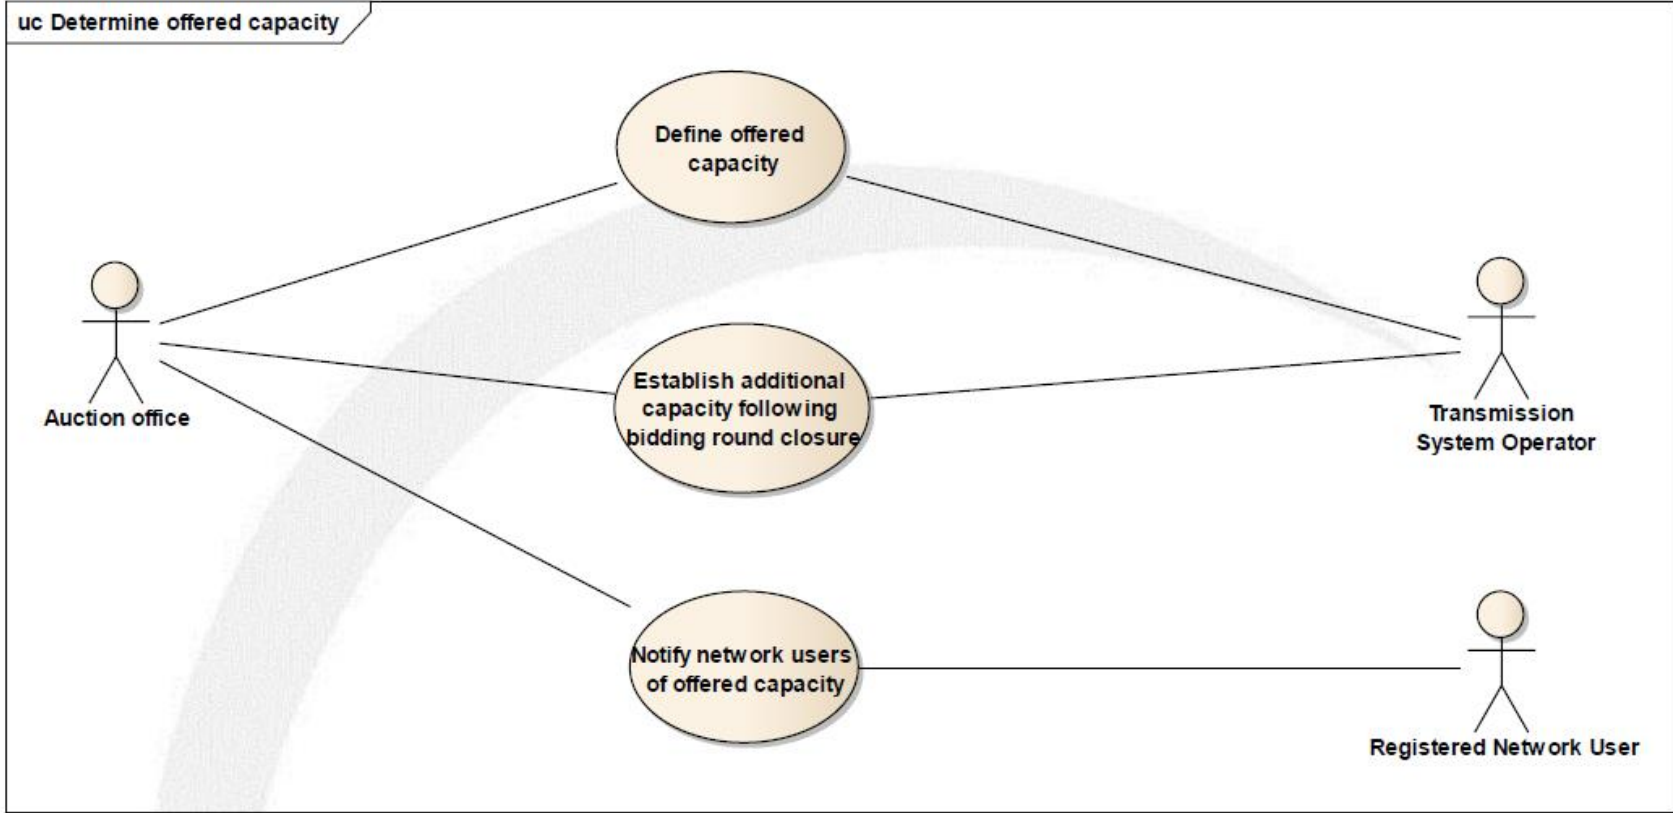 uc Determine offered capacity
Define offered
capacity
Establish additional
capacity following
bidding round closure
Auction office
Transmission
System Operator
Notify network users
of offered capacity
Registered Network User